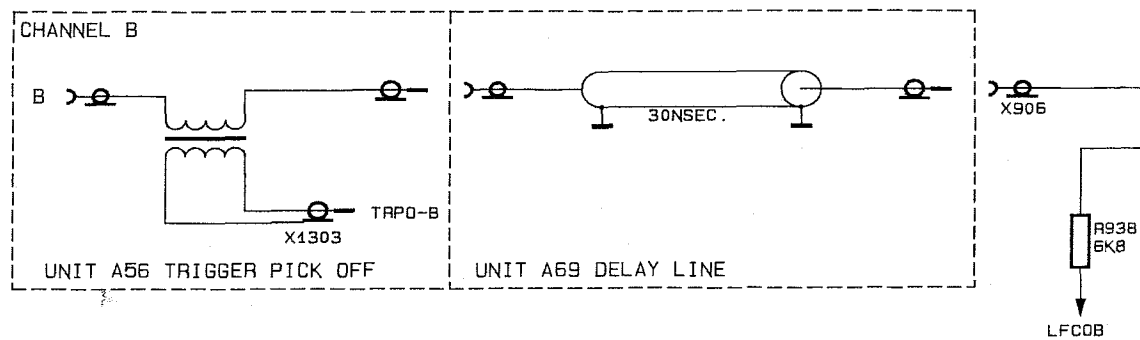 CHANNEL B
B
30NSEC.
X906
TRPO-B
X1303
R938
6K8
UNIT A56 TRIGGER PICK OFF
UNIT A69 DELAY LINE
LFCOB